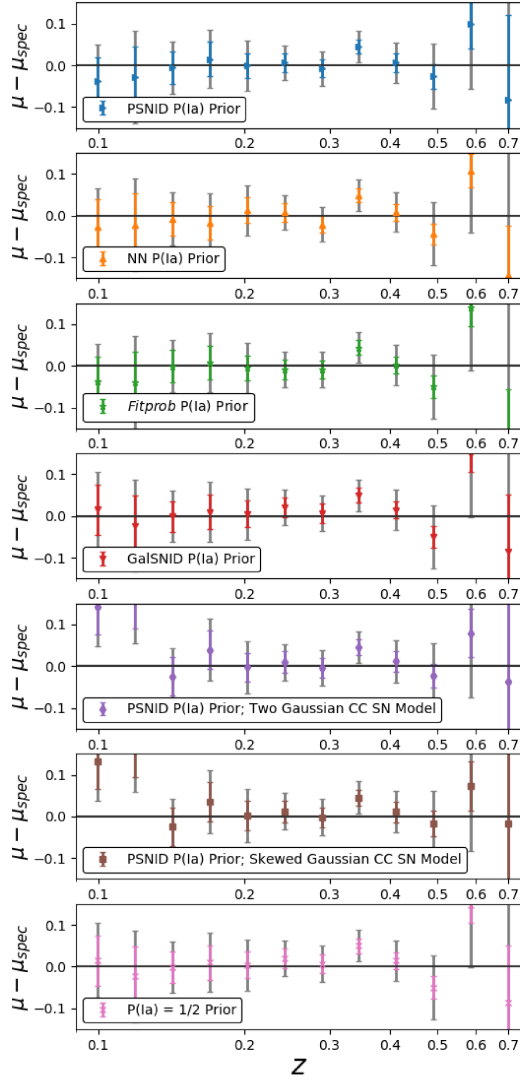 μ − μspec
0.1
0.0
−0.1
PSNID P(Ia) Prior
0.1 0.2 0.3 0.4 0.5 0.6 0.7
μ − μspec
0.1
0.0
−0.1
NN P(Ia) Prior
0.1 0.2 0.3 0.4 0.5 0.6 0.7
μ − μspec
0.1
0.0
−0.1
Fitprob P(Ia) Prior
0.1 0.2 0.3 0.4 0.5 0.6 0.7
μ − μspec
0.1
0.0
−0.1
GalSNID P(Ia) Prior
0.1 0.2 0.3 0.4 0.5 0.6 0.7
μ − μspec
0.1
0.0
−0.1
PSNID P(Ia) Prior; Two Gaussian CC SN Model
0.1 0.2 0.3 0.4 0.5 0.6 0.7
μ − μspec
0.1
0.0
−0.1
PSNID P(Ia) Prior; Skewed Gaussian CC SN Model
0.1 0.2 0.3 0.4 0.5 0.6 0.7
μ − μspec
0.1
0.0
−0.1
P(Ia) = 1/2 Prior
0.1 0.2 0.3 0.4 0.5 0.6 0.7
z